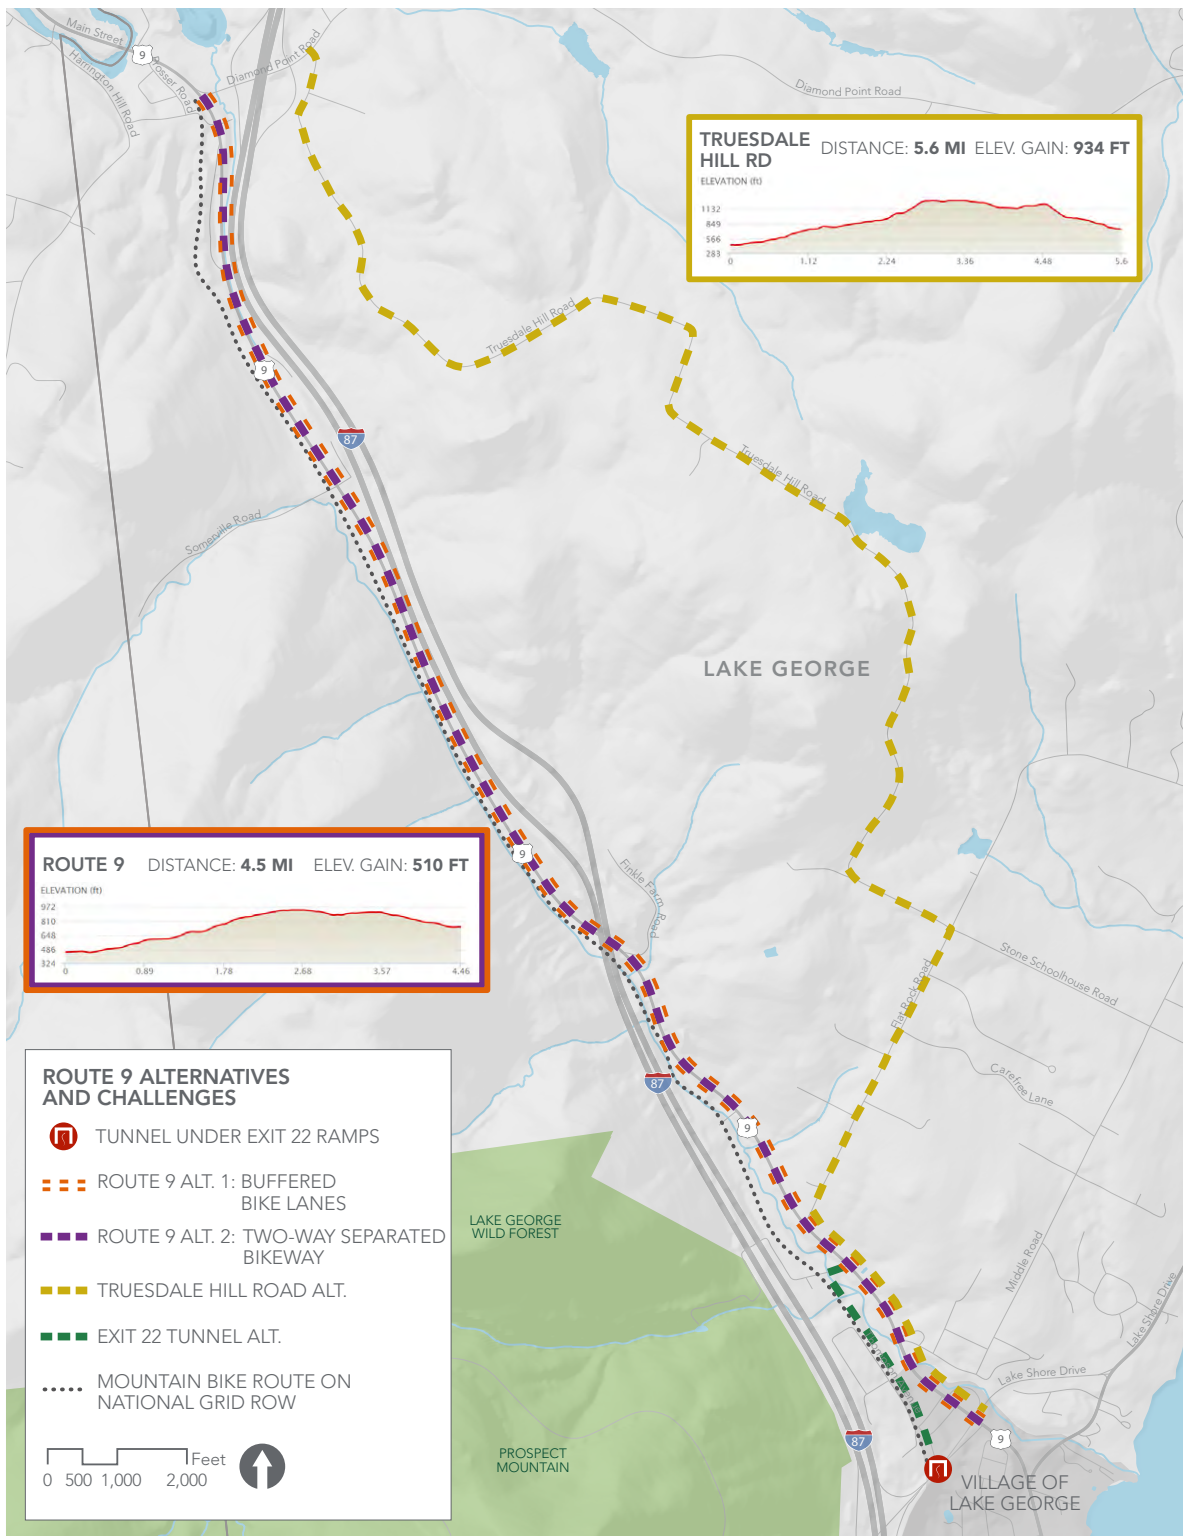 Main Street
9
Harrington Hill Road
Prosser Road
Diamond Point Road
Diamond Point Road
TRUESDALE
HILL RD
DISTANCE: 5.6 MI ELEV. GAIN: 934 FT
ELEVATION (ft)
1132
849
566
283
0 1.12 2.24 3.36 4.48 5.6
Truesdale Hill Road
9
87
Truesdale Hill Road
Somerville Road
LAKE GEORGE
ROUTE 9 DISTANCE: 4.5 MI ELEV. GAIN: 510 FT
ELEVATION (ft)
972
810
648
486
324
0 0.89 1.78 2.68 3.57 4.46
9
Finkle Farm Road
Stone Schoolhouse Road
Flat Rock Road
Carefree Lane
87
9
ROUTE 9 ALTERNATIVES
AND CHALLENGES
TUNNEL UNDER EXIT 22 RAMPS
ROUTE 9 ALT. 1: BUFFERED
BIKE LANES
ROUTE 9 ALT. 2: TWO-WAY SEPARATED
BIKEWAY
TRUESDALE HILL ROAD ALT.
EXIT 22 TUNNEL ALT.
MOUNTAIN BIKE ROUTE ON
NATIONAL GRID ROW
Feet
0 500 1,000 2,000
LAKE GEORGE
WILD FOREST
Middle Road
Lake Shore Drive
Lake Shore Drive
PROSPECT
MOUNTAIN
87
9
VILLAGE OF
LAKE GEORGE